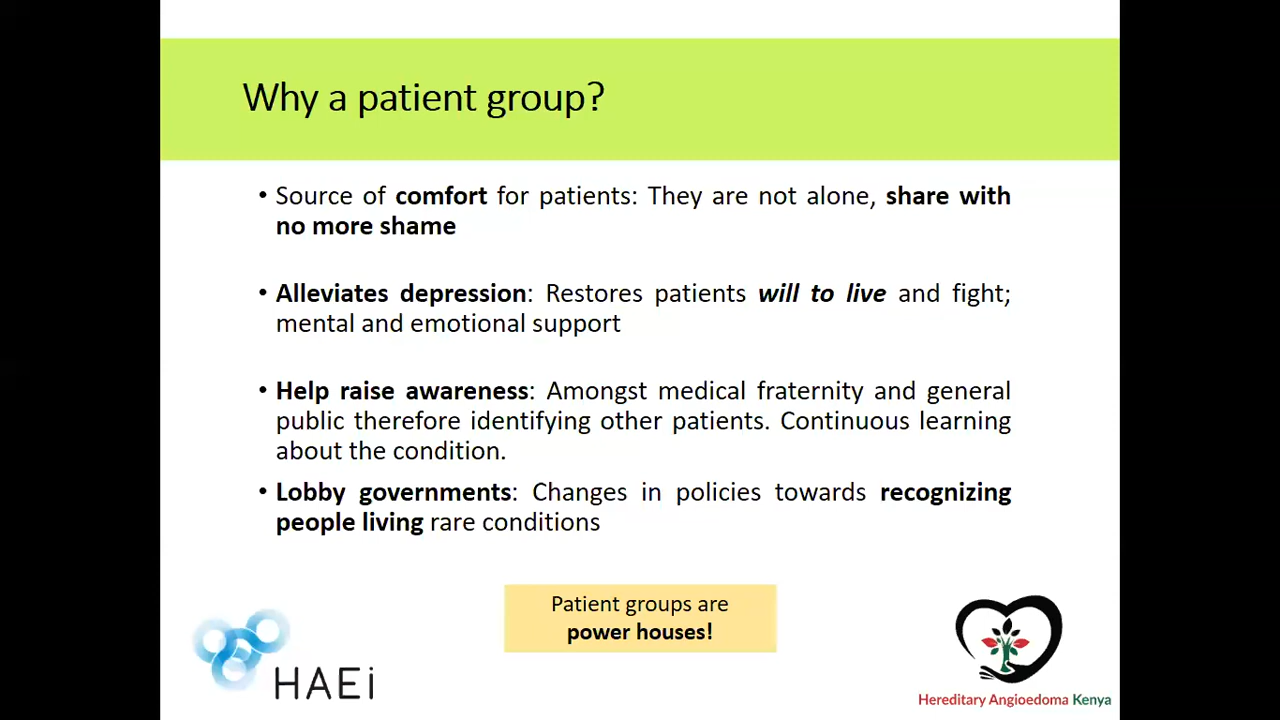 Why a patient group?
• Source of comfort for patients: They are not alone, share with
no more shame
• Alleviates depression: Restores patients will to live and fight;
mental and emotional support
• Help raise awareness: Amongst medical fraternity and general
public therefore identifying other patients. Continuous learning
about the condition.
• Lobby governments: Changes in policies towards recognizing
people living rare conditions
Patient groups are
power houses!
HAEi
Hereditary Angioedoma Kenya